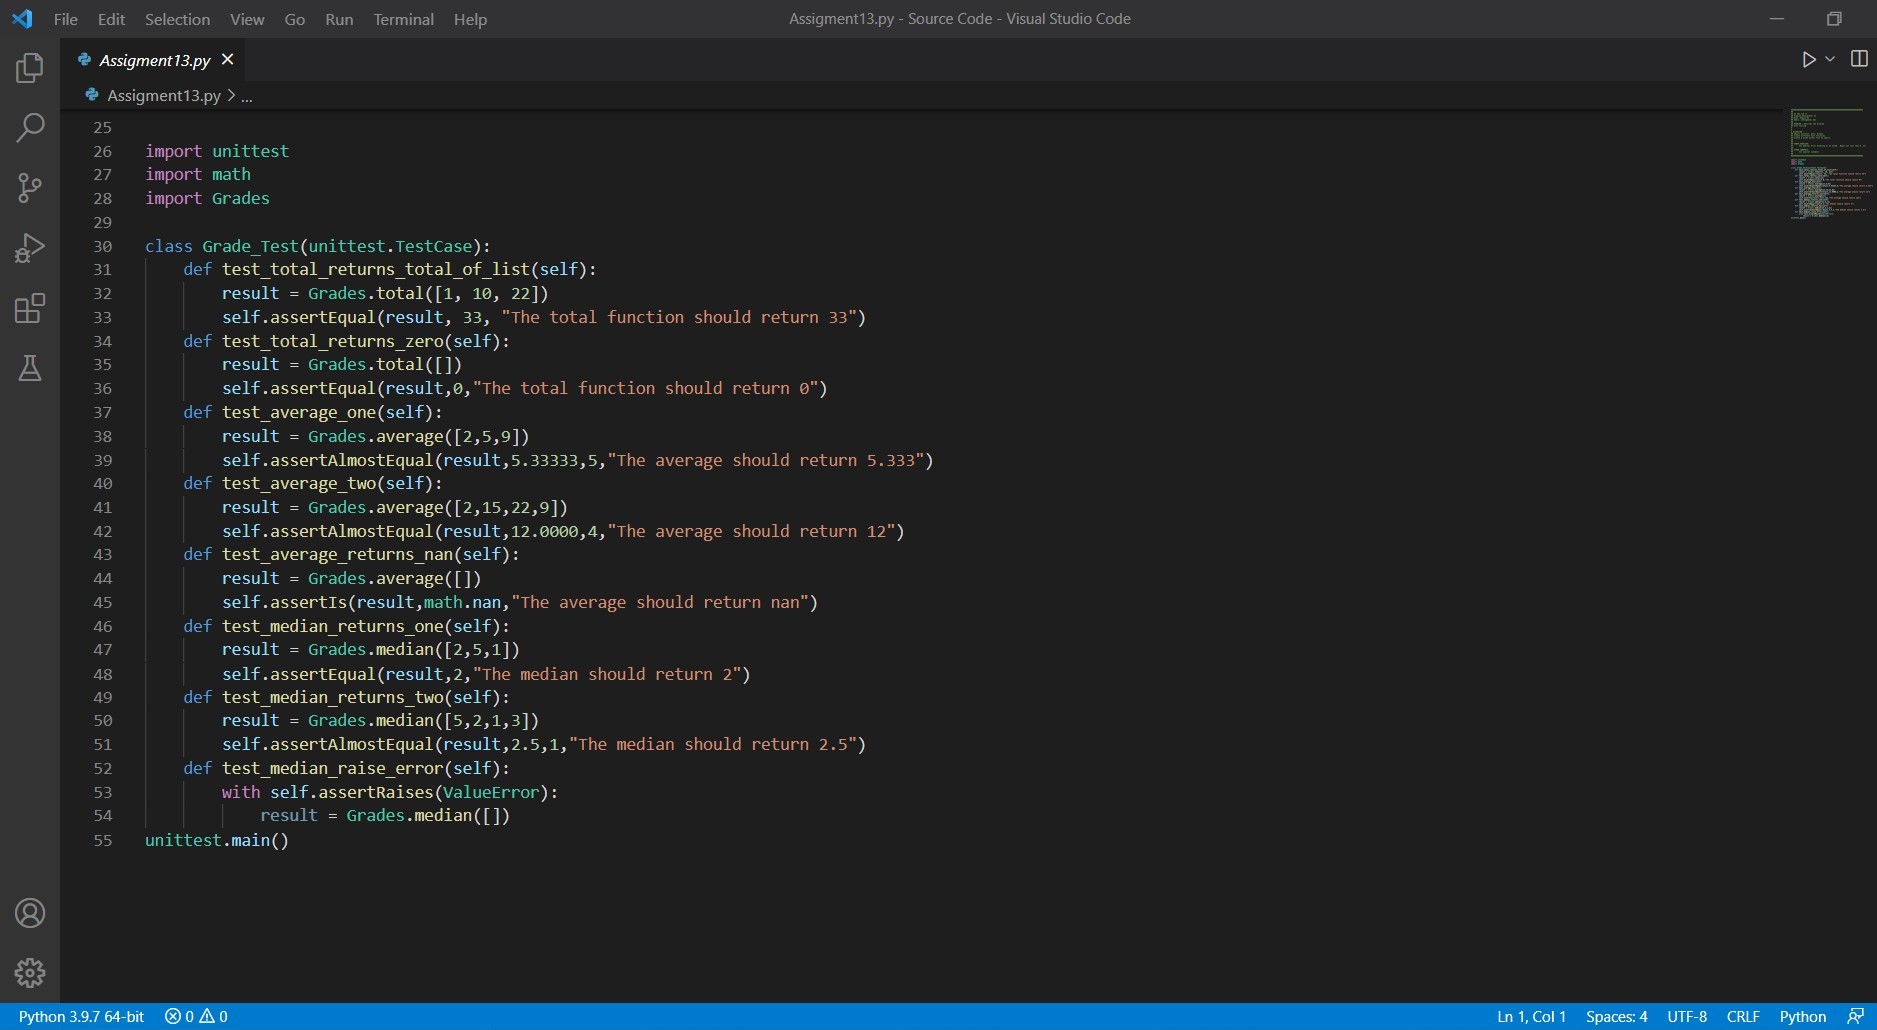 File Edit Selection View Go Run Terminal Help
Assigment13.py - Source Code - Visual Studio Code
Assigment13.py
Assigment13.py > ...
25
26 import unittest
27 import math
28 import Grades
29
30 class Grade_Test(unittest.TestCase):
31     def test_total_returns_total_of_list(self):
32         result = Grades.total([1, 10, 22])
33         self.assertEqual(result, 33, "The total function should return 33")
34     def test_total_returns_zero(self):
35         result = Grades.total([])
36         self.assertEqual(result,0,"The total function should return 0")
37     def test_average_one(self):
38         result = Grades.average([2,5,9])
39         self.assertAlmostEqual(result,5.33333,5,"The average should return 5.333")
40     def test_average_two(self):
41         result = Grades.average([2,15,22,9])
42         self.assertAlmostEqual(result,12.0000,4,"The average should return 12")
43     def test_average_returns_nan(self):
44         result = Grades.average([])
45         self.assertIs(result,math.nan,"The average should return nan")
46     def test_median_returns_one(self):
47         result = Grades.median([2,5,1])
48         self.assertEqual(result,2,"The median should return 2")
49     def test_median_returns_two(self):
50         result = Grades.median([5,2,1,3])
51         self.assertAlmostEqual(result,2.5,1,"The median should return 2.5")
52     def test_median_raise_error(self):
53         with self.assertRaises(ValueError):
54             result = Grades.median([])
55 unittest.main()
Python 3.9.7 64-bit 0 0 Ln 1, Col 1 Spaces: 4 UTF-8 CRLF Python